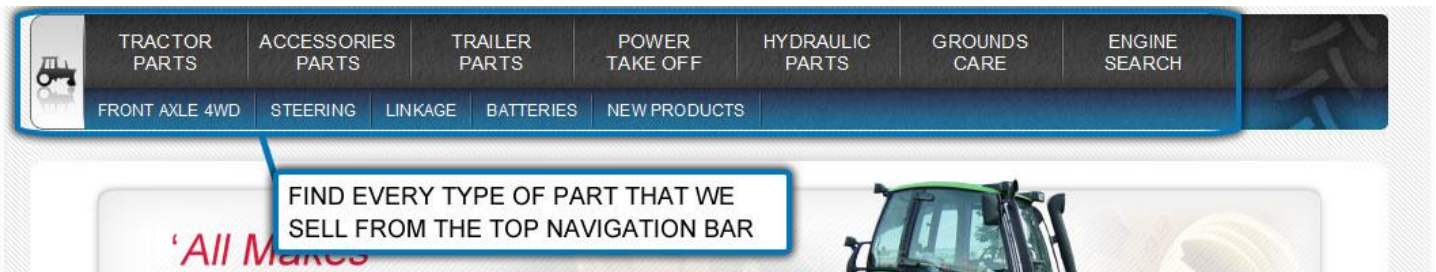 TRACTOR PARTS
ACCESSORIES PARTS
TRAILER PARTS
POWER TAKE OFF
HYDRAULIC PARTS
GROUNDS CARE
ENGINE SEARCH
FRONT AXLE 4WD STEERING LINKAGE BATTERIES NEW PRODUCTS
FIND EVERY TYPE OF PART THAT WE
SELL FROM THE TOP NAVIGATION BAR
‘All Makes